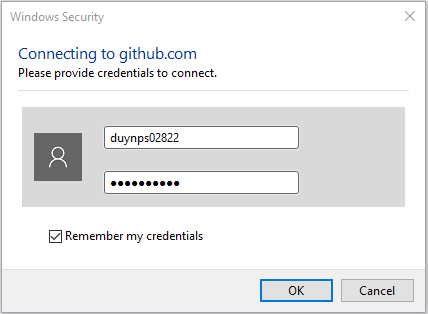 Windows Security
Connecting to github.com
Please provide credentials to connect.
duynps02822
●●●●●●●●●●
Remember my credentials
OK
Cancel